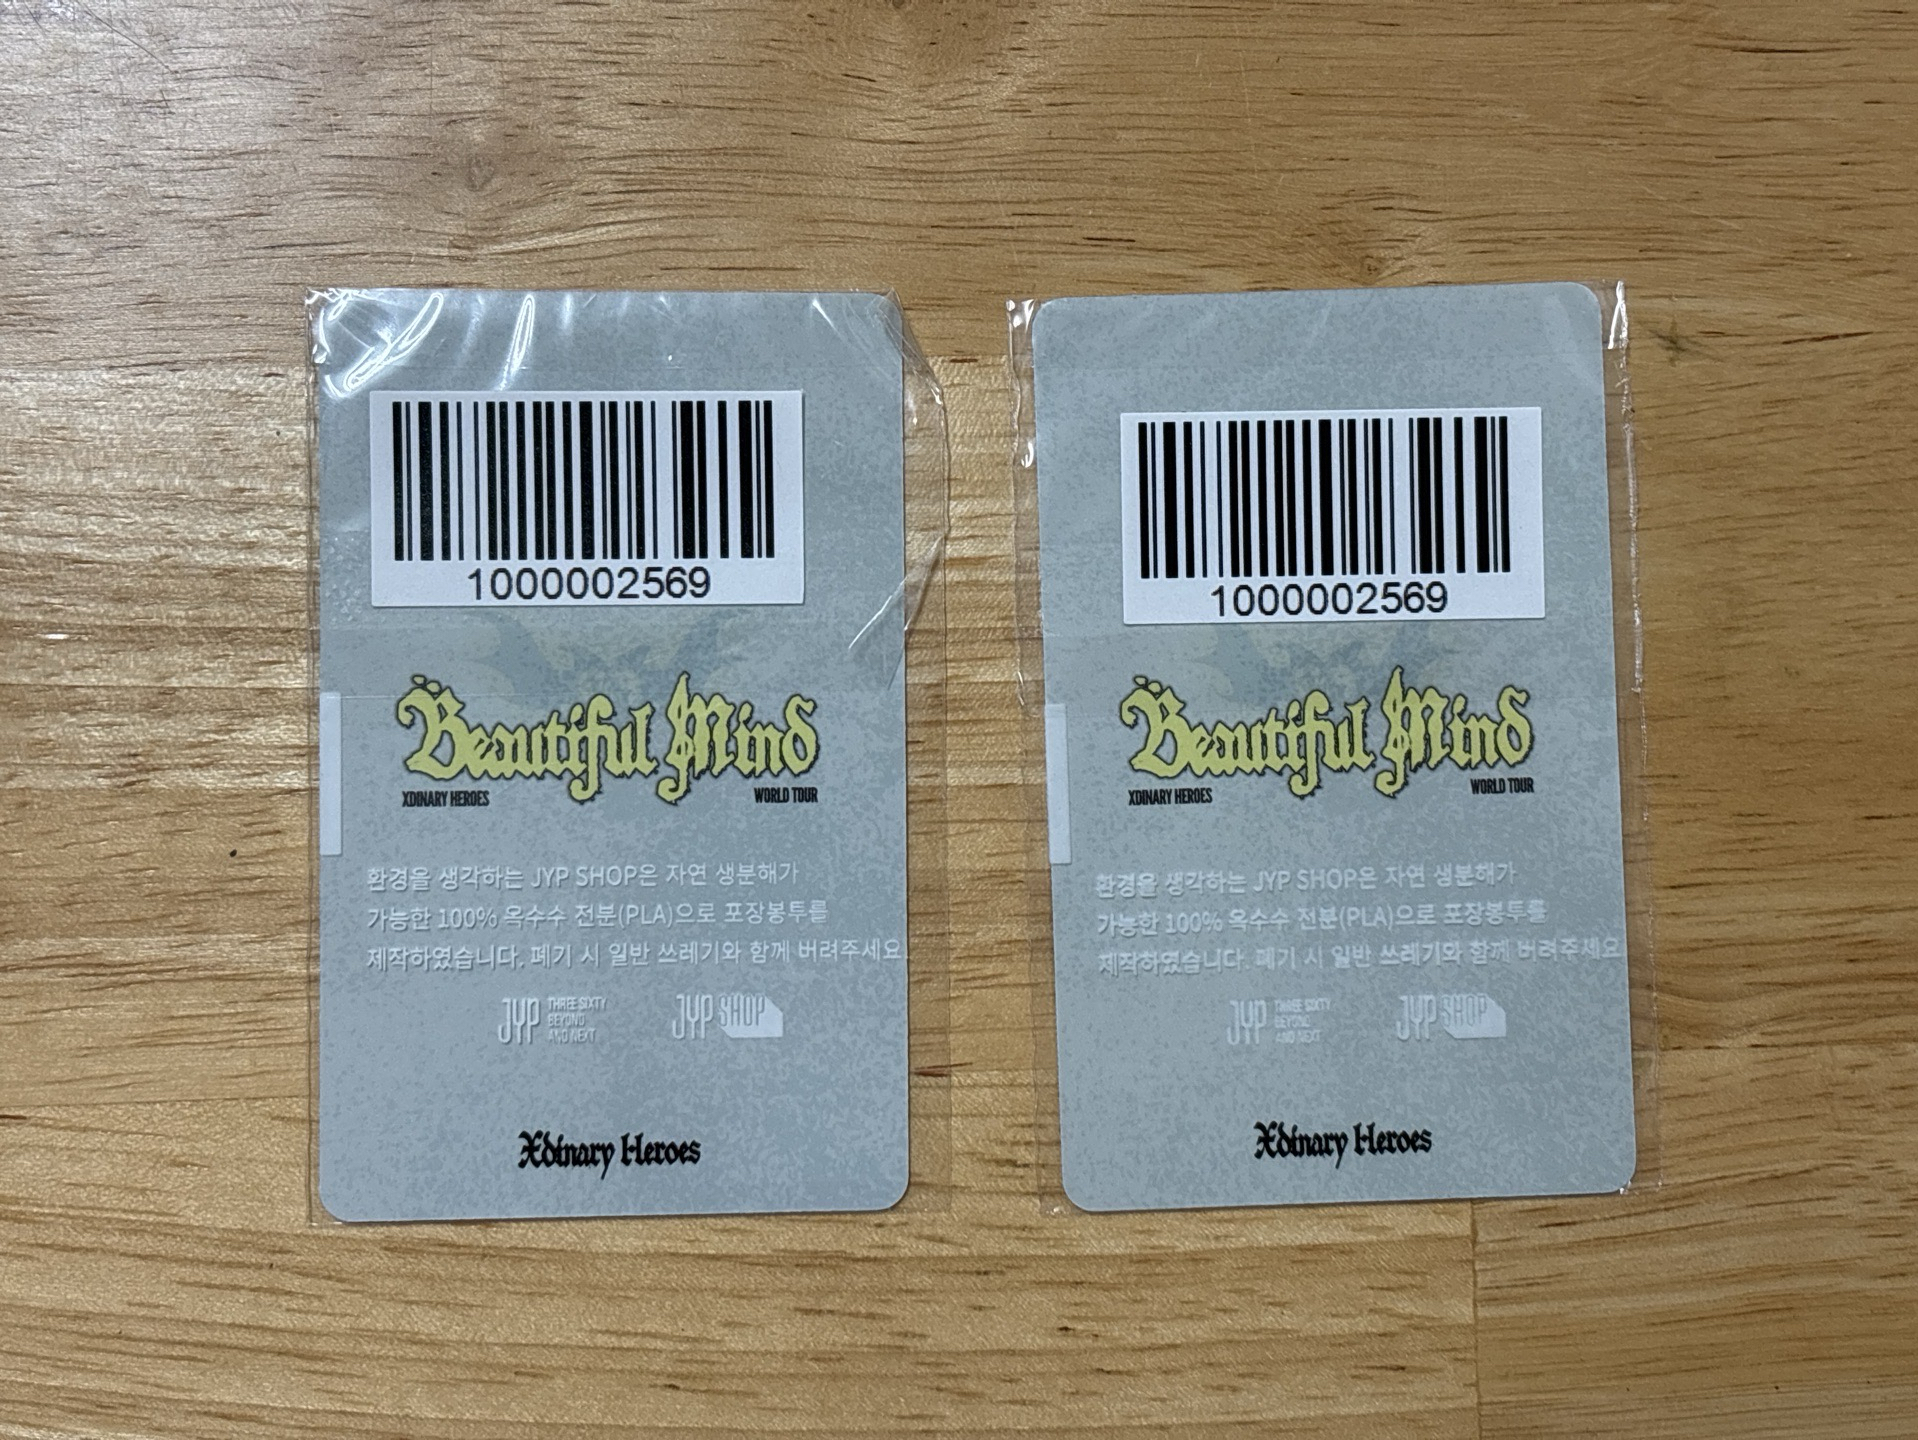 1000002569
Beautiful Mind
XDINARY HEROES WORLD TOUR
환경을 생각하는 JYP SHOP은 자연 생분해가
가능한 100% 옥수수 전분(PLA)으로 포장봉투를
제작하였습니다. 폐기 시 일반 쓰레기와 함께 버려주세요.
JYP THREE SIXTY
BEYOND
AND NEXT
JYP SHOP
Xdinary Heroes
1000002569
Beautiful Mind
XDINARY HEROES WORLD TOUR
환경을 생각하는 JYP SHOP은 자연 생분해가
가능한 100% 옥수수 전분(PLA)으로 포장봉투를
제작하였습니다. 폐기 시 일반 쓰레기와 함께 버려주세요
JYP THREE SIXTY
BEYOND
AND NEXT
JYP SHOP
Xdinary Heroes